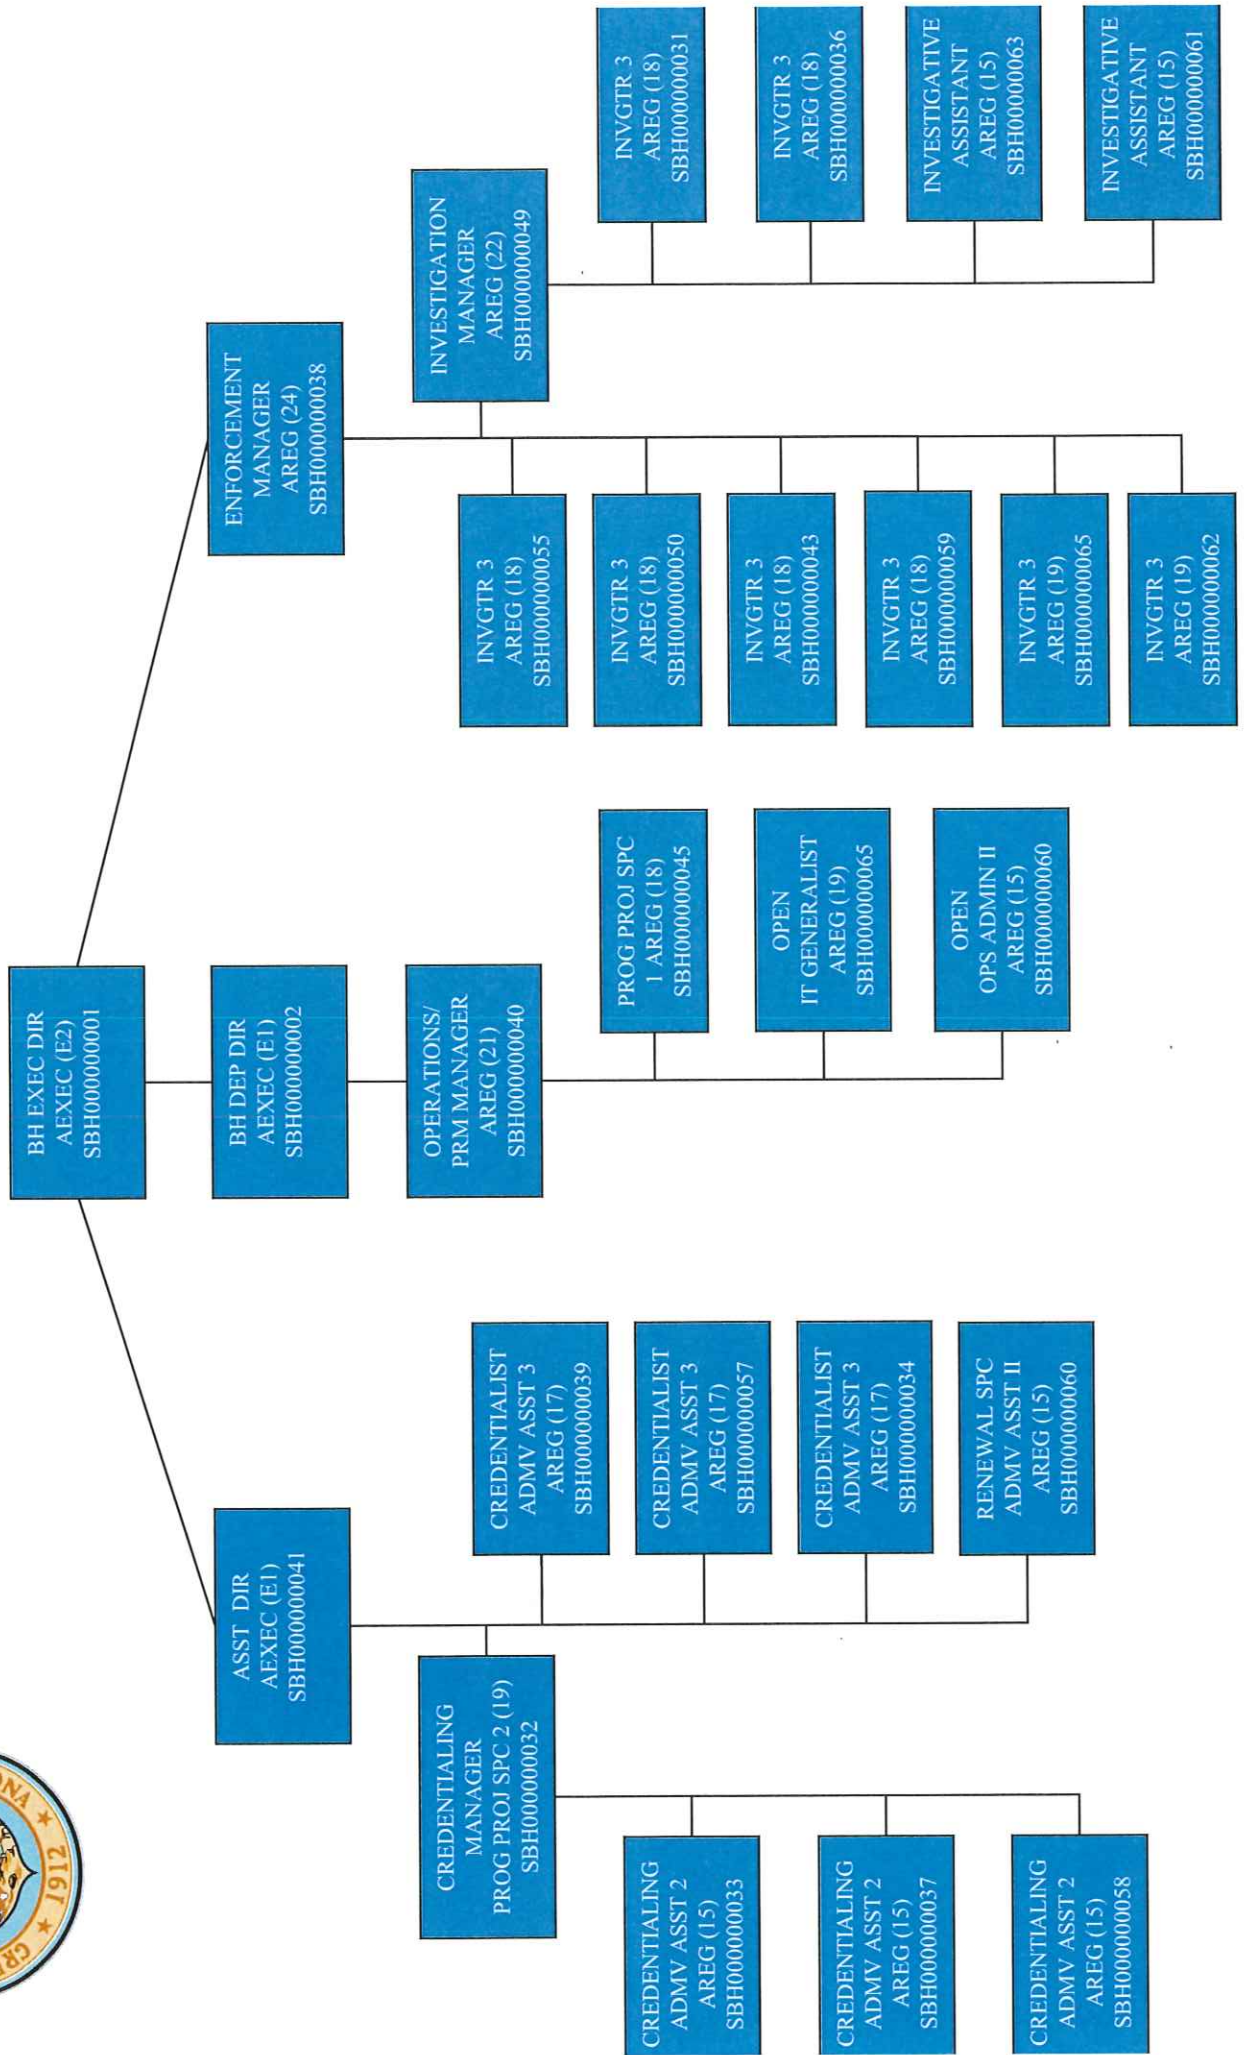 BH EXEC DIR
AEXEC (E2)
SBH000000001
ASST DIR
AEXEC (E1)
SBH000000041
BH DEP DIR
AEXEC (E1)
SBH000000002
ENFORCEMENT
MANAGER
AREG (24)
SBH000000038
CREDENTIALING
MANAGER
PROG PROJ SPC 2 (19)
SBH000000032
CREDENTIALING
ADMV ASST 2
AREG (15)
SBH000000033
CREDENTIALING
ADMV ASST 2
AREG (15)
SBH000000037
CREDENTIALING
ADMV ASST 2
AREG (15)
SBH000000058
CREDENTIALIST
ADMV ASST 3
AREG (17)
SBH000000039
CREDENTIALIST
ADMV ASST 3
AREG (17)
SBH000000057
CREDENTIALIST
ADMV ASST 3
AREG (17)
SBH000000034
RENEWAL SPC
ADMV ASST II
AREG (15)
SBH000000060
OPERATIONS/
PRM MANAGER
AREG (21)
SBH000000040
PROG PROJ SPC
1 AREG (18)
SBH000000045
OPEN
IT GENERALIST
AREG (19)
SBH000000065
OPEN
OPS ADMIN II
AREG (15)
SBH000000060
INVGTR 3
AREG (18)
SBH000000055
INVGTR 3
AREG (18)
SBH000000050
INVGTR 3
AREG (18)
SBH000000043
INVGTR 3
AREG (18)
SBH000000059
INVGTR 3
AREG (19)
SBH000000065
INVGTR 3
AREG (19)
SBH000000062
INVESTIGATION
MANAGER
AREG (22)
SBH000000049
INVGTR 3
AREG (18)
SBH000000031
INVGTR 3
AREG (18)
SBH000000036
INVESTIGATIVE
ASSISTANT
AREG (15)
SBH000000063
INVESTIGATIVE
ASSISTANT
AREG (15)
SBH000000061
1912